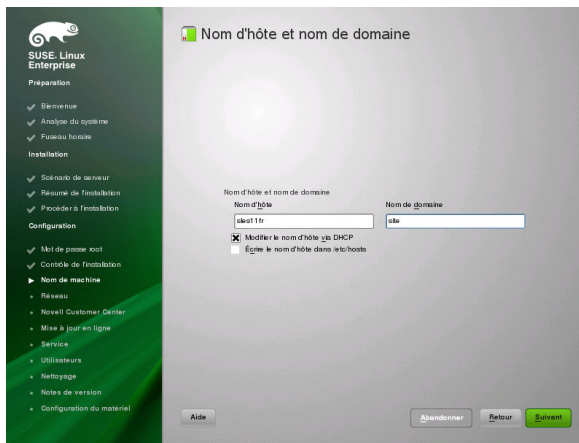 SUSE. Linux
Enterprise
Préparation
Bienvenue
Analyse du système
Fuseau horaire
Installation
Scénario de serveur
Résumé de l'installation
Procéder à l'installation
Configuration
Mot de passe root
Contrôle de l'installation
Nom de machine
Réseau
Novell Customer Center
Mise à jour en ligne
Service
Utilisateurs
Nettoyage
Notes de version
Configuration du matériel
Nom d'hôte et nom de domaine
Nom d'hôte et nom de domaine
Nom d'hôte
Nom de domaine
sles11fr
site
Modifier le nom d'hôte via DHCP
Écrire le nom d'hôte dans /etc/hosts
Aide
Abandonner
Retour
Suivant